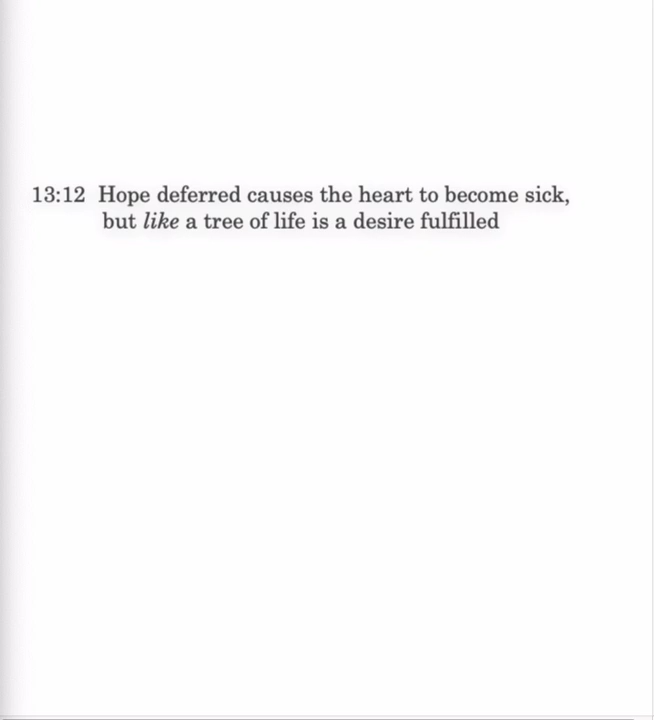 13:12 Hope deferred causes the heart to become sick,
but like a tree of life is a desire fulfilled